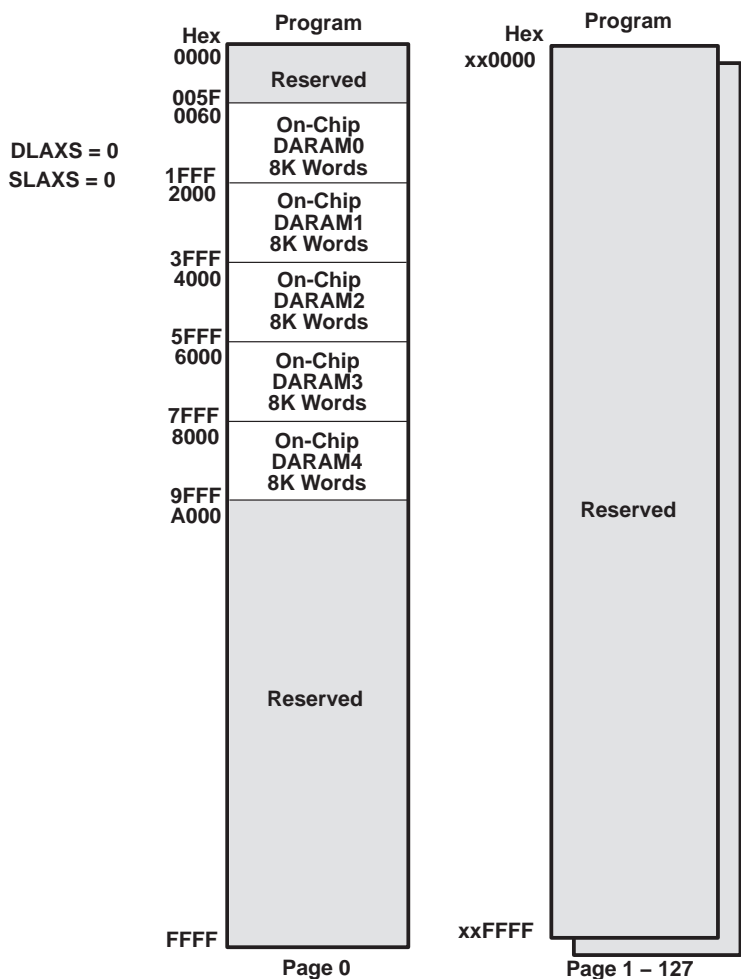 Hex
Program
0000
Reserved
005F
0060
On-Chip
DARAM0
8K Words
DLAXS = 0
SLAXS = 0
1FFF
2000
On-Chip
DARAM1
8K Words
3FFF
4000
On-Chip
DARAM2
8K Words
5FFF
6000
On-Chip
DARAM3
8K Words
7FFF
8000
On-Chip
DARAM4
8K Words
9FFF
A000
Reserved
FFFF
Page 0
Hex
Program
xx0000
Reserved
xxFFFF
Page 1 – 127